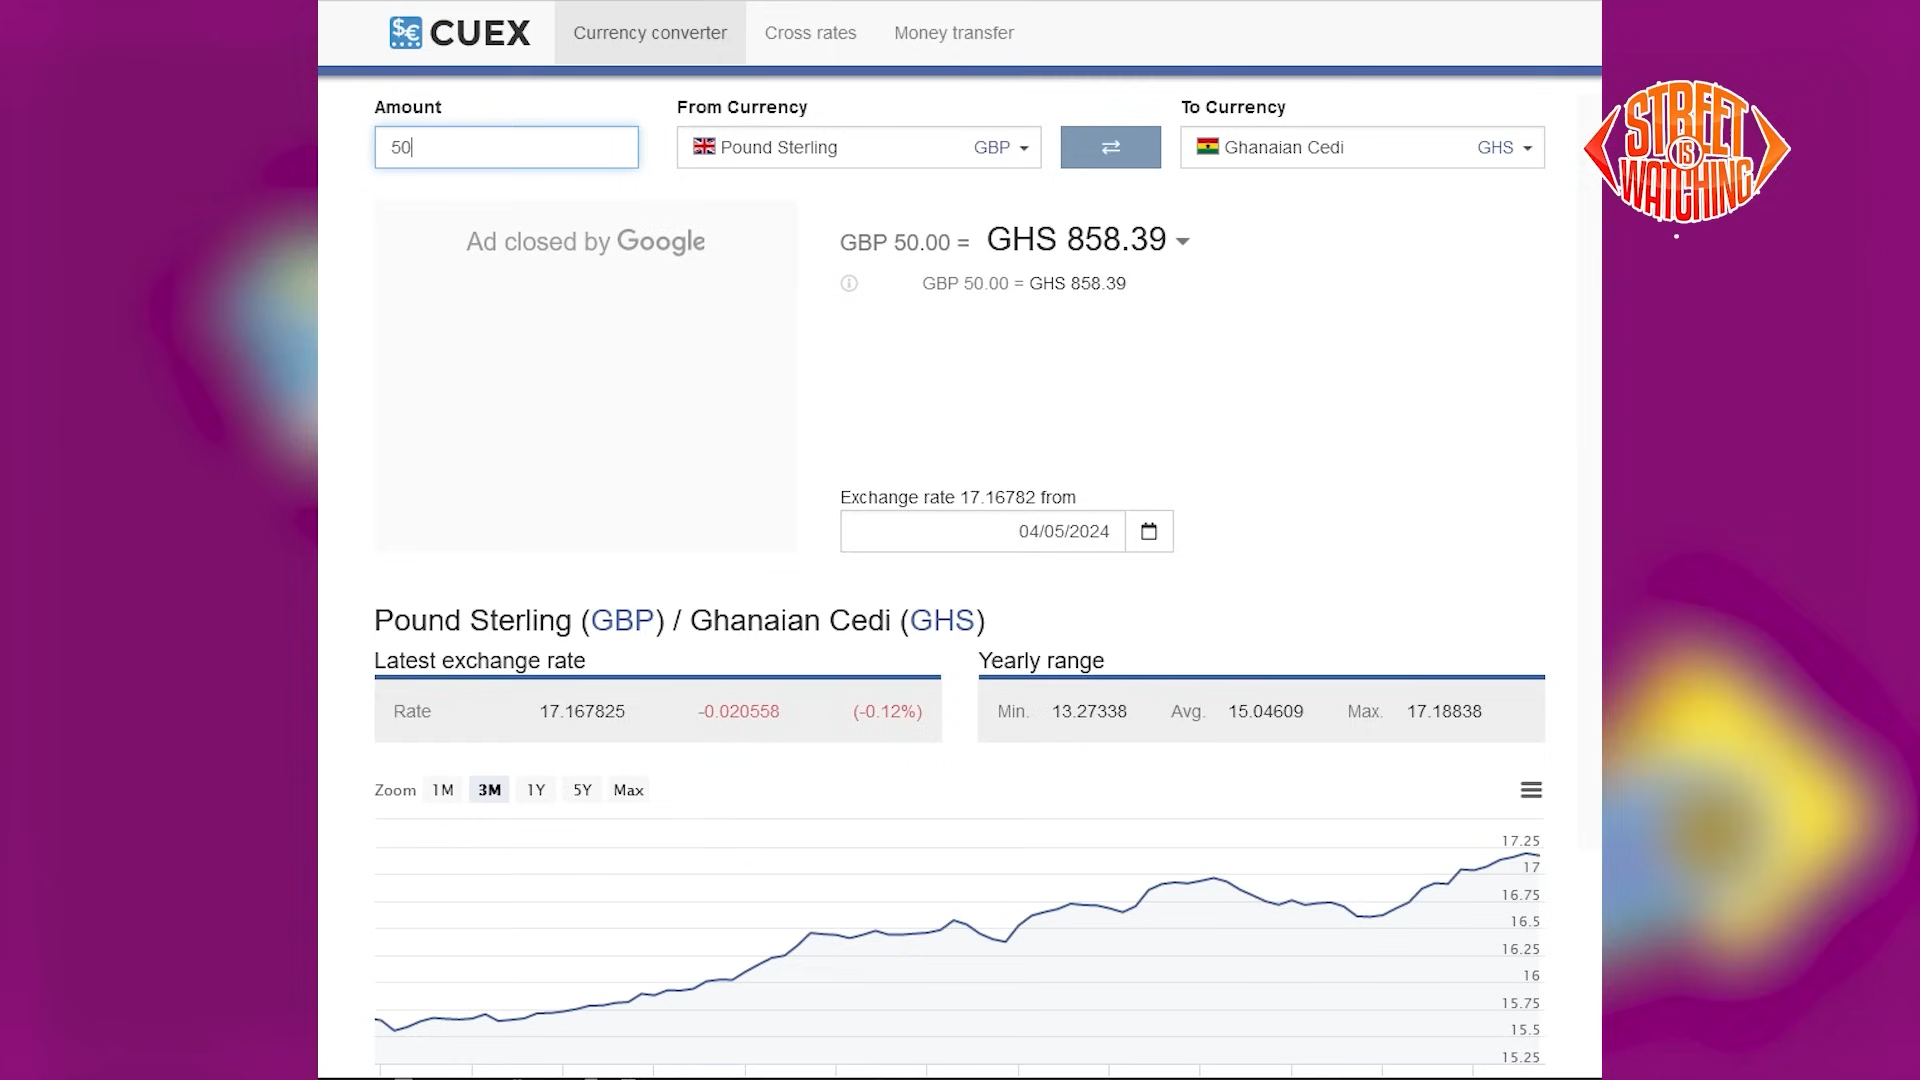 CUEX
Currency converter
Cross rates
Money transfer
Amount
From Currency
To Currency
50
Pound Sterling GBP
Ghanaian Cedi GHS
STREET
IS
WATCHING
Ad closed by Google
GBP 50.00 = GHS 858.39
GBP 50.00 = GHS 858.39
Exchange rate 17.16782 from
04/05/2024
Pound Sterling (GBP) / Ghanaian Cedi (GHS)
Latest exchange rate
Yearly range
Rate 17.167825 -0.020558 (-0.12%)
Min. 13.27338 Avg. 15.04609 Max. 17.18838
Zoom 1M 3M 1Y 5Y Max
17.25
17
16.75
16.5
16.25
16
15.75
15.5
15.25